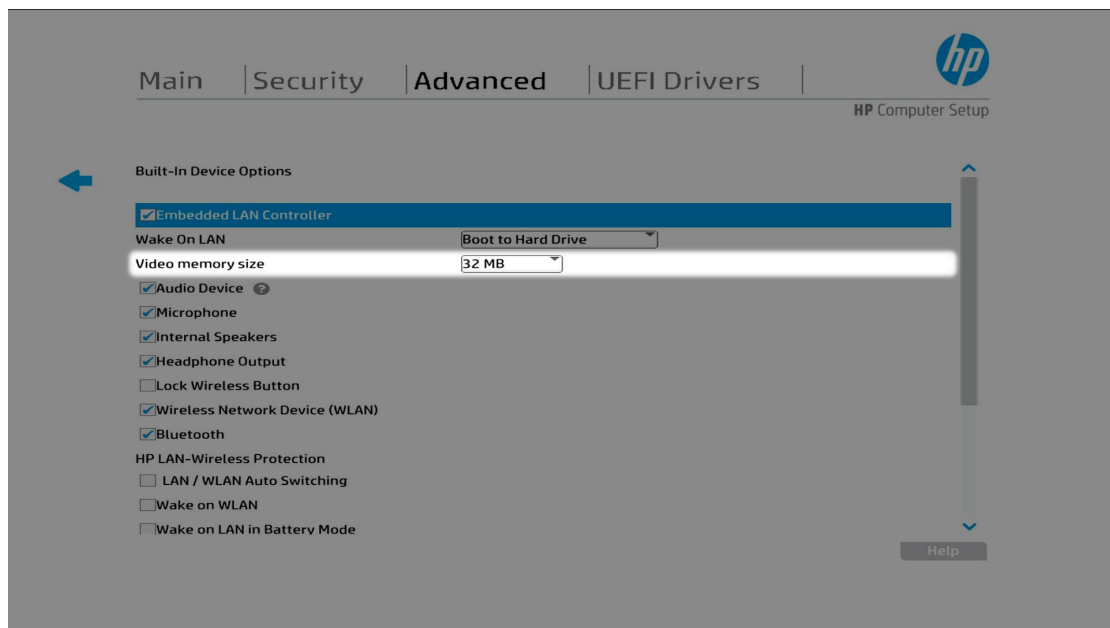 hp
Main Security Advanced UEFI Drivers
HP Computer Setup
Built-In Device Options
Embedded LAN Controller
Wake On LAN Boot to Hard Drive
Video memory size 32 MB
Audio Device ?
Microphone
Internal Speakers
Headphone Output
Lock Wireless Button
Wireless Network Device (WLAN)
Bluetooth
HP LAN-Wireless Protection
LAN / WLAN Auto Switching
Wake on WLAN
Wake on LAN in Battery Mode
Help